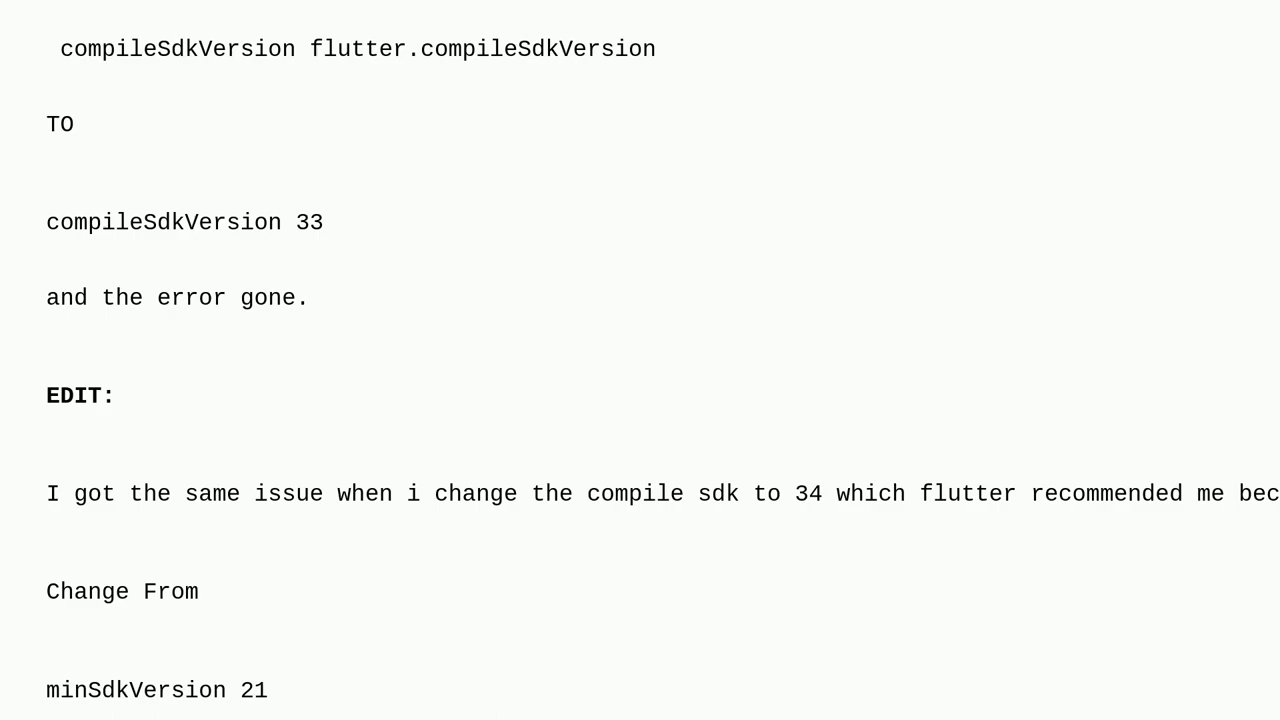 compileSdkVersion flutter.compileSdkVersion
TO
compileSdkVersion 33
and the error gone.
EDIT:
I got the same issue when i change the compile sdk to 34 which flutter recommended me bec
Change From
minSdkVersion 21